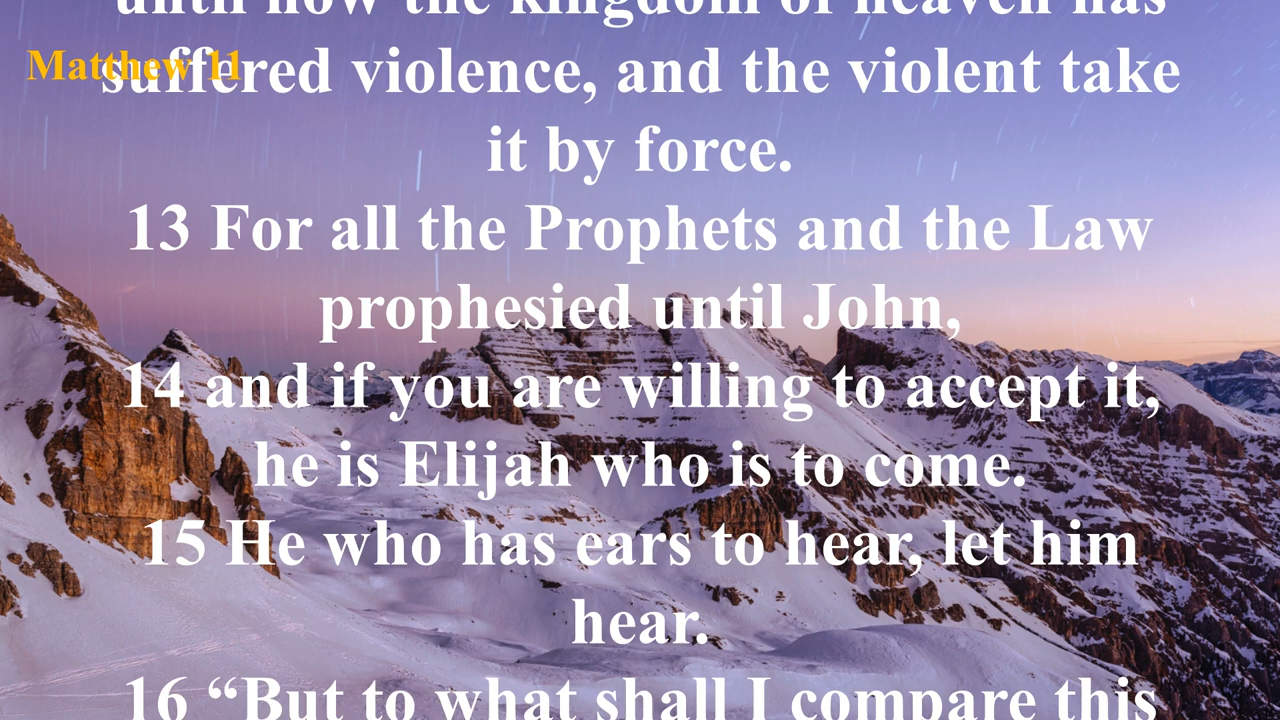 until now the kingdom of heaven has
Matthew 11
suffered violence, and the violent take
it by force.
13 For all the Prophets and the Law
prophesied until John,
14 and if you are willing to accept it,
he is Elijah who is to come.
15 He who has ears to hear, let him
hear.
16 “But to what shall I compare this